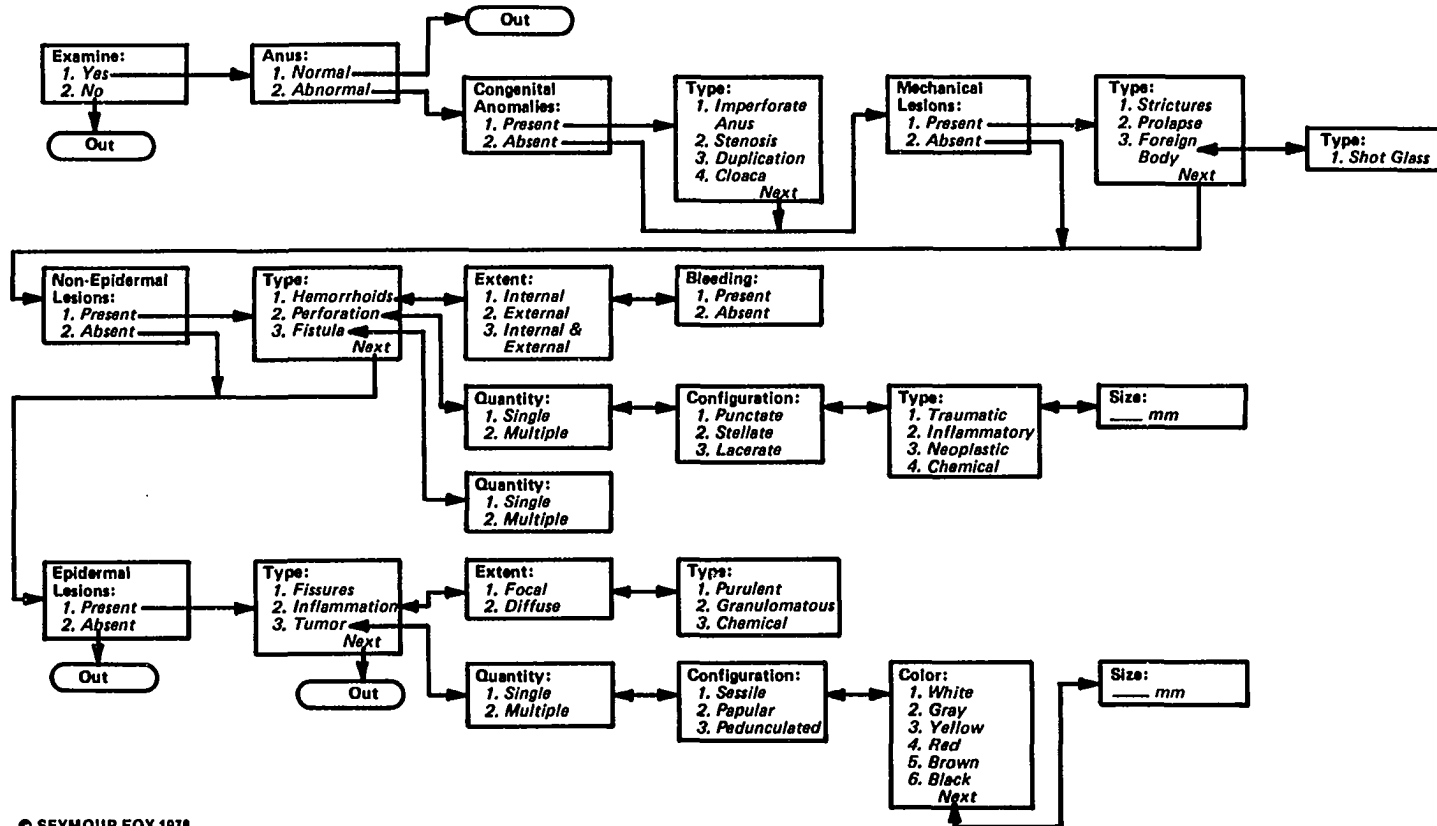 Out
Examine:
1. Yes
2. No
Out
Anus:
1. Normal
2. Abnormal
Congenital
Anomalies:
1. Present
2. Absent
Type:
1. Imperforate
Anus
2. Stenosis
3. Duplication
4. Cloaca
Next
Mechanical
Lesions:
1. Present
2. Absent
Type:
1. Strictures
2. Prolapse
3. Foreign
Body
Next
Type:
1. Shot Glass
Non-Epidermal
Lesions:
1. Present
2. Absent
Type:
1. Hemorrhoids
2. Perforation
3. Fistula
Next
Extent:
1. Internal
2. External
3. Internal &
External
Bleeding:
1. Present
2. Absent
Quantity:
1. Single
2. Multiple
Configuration:
1. Punctate
2. Stellate
3. Lacerate
Type:
1. Traumatic
2. Inflammatory
3. Neoplastic
4. Chemical
Size:
___ mm
Quantity:
1. Single
2. Multiple
Epidermal
Lesions:
1. Present
2. Absent
Out
Type:
1. Fissures
2. Inflammation
3. Tumor
Next
Out
Extent:
1. Focal
2. Diffuse
Type:
1. Purulent
2. Granulomatous
3. Chemical
Quantity:
1. Single
2. Multiple
Configuration:
1. Sessile
2. Papular
3. Pedunculated
Color:
1. White
2. Gray
3. Yellow
4. Red
5. Brown
6. Black
Next
Size:
___ mm
© SEYMOUR FOX 1978